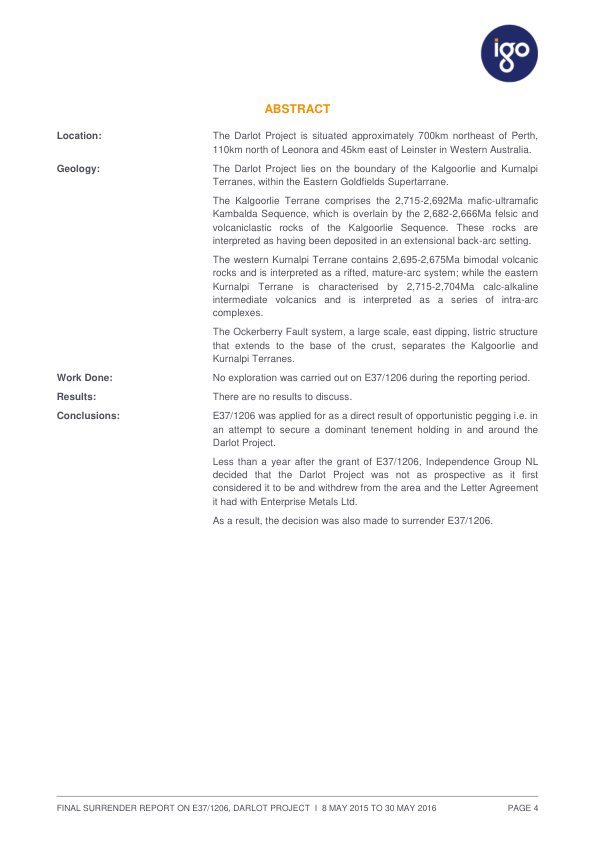 igo
ABSTRACT
Location:
The Darlot Project is situated approximately 700km northeast of Perth,
110km north of Leonora and 45km east of Leinster in Western Australia.
Geology:
The Darlot Project lies on the boundary of the Kalgoorlie and Kurnalpi
Terranes, within the Eastern Goldfields Supertarrane.
The Kalgoorlie Terrane comprises the 2,715-2,692Ma mafic-ultramafic
Kambalda Sequence, which is overlain by the 2,682-2,666Ma felsic and
volcaniclastic rocks of the Kalgoorlie Sequence. These rocks are
interpreted as having been deposited in an extensional back-arc setting.
The western Kurnalpi Terrane contains 2,695-2,675Ma bimodal volcanic
rocks and is interpreted as a rifted, mature-arc system; while the eastern
Kurnalpi Terrane is characterised by 2,715-2,704Ma calc-alkaline
intermediate volcanics and is interpreted as a series of intra-arc
complexes.
The Ockerberry Fault system, a large scale, east dipping, listric structure
that extends to the base of the crust, separates the Kalgoorlie and
Kurnalpi Terranes.
Work Done:
No exploration was carried out on E37/1206 during the reporting period.
Results:
There are no results to discuss.
Conclusions:
E37/1206 was applied for as a direct result of opportunistic pegging i.e. in
an attempt to secure a dominant tenement holding in and around the
Darlot Project.
Less than a year after the grant of E37/1206, Independence Group NL
decided that the Darlot Project was not as prospective as it first
considered it to be and withdrew from the area and the Letter Agreement
it had with Enterprise Metals Ltd.
As a result, the decision was also made to surrender E37/1206.
FINAL SURRENDER REPORT ON E37/1206, DARLOT PROJECT I 8 MAY 2015 TO 30 MAY 2016
PAGE 4